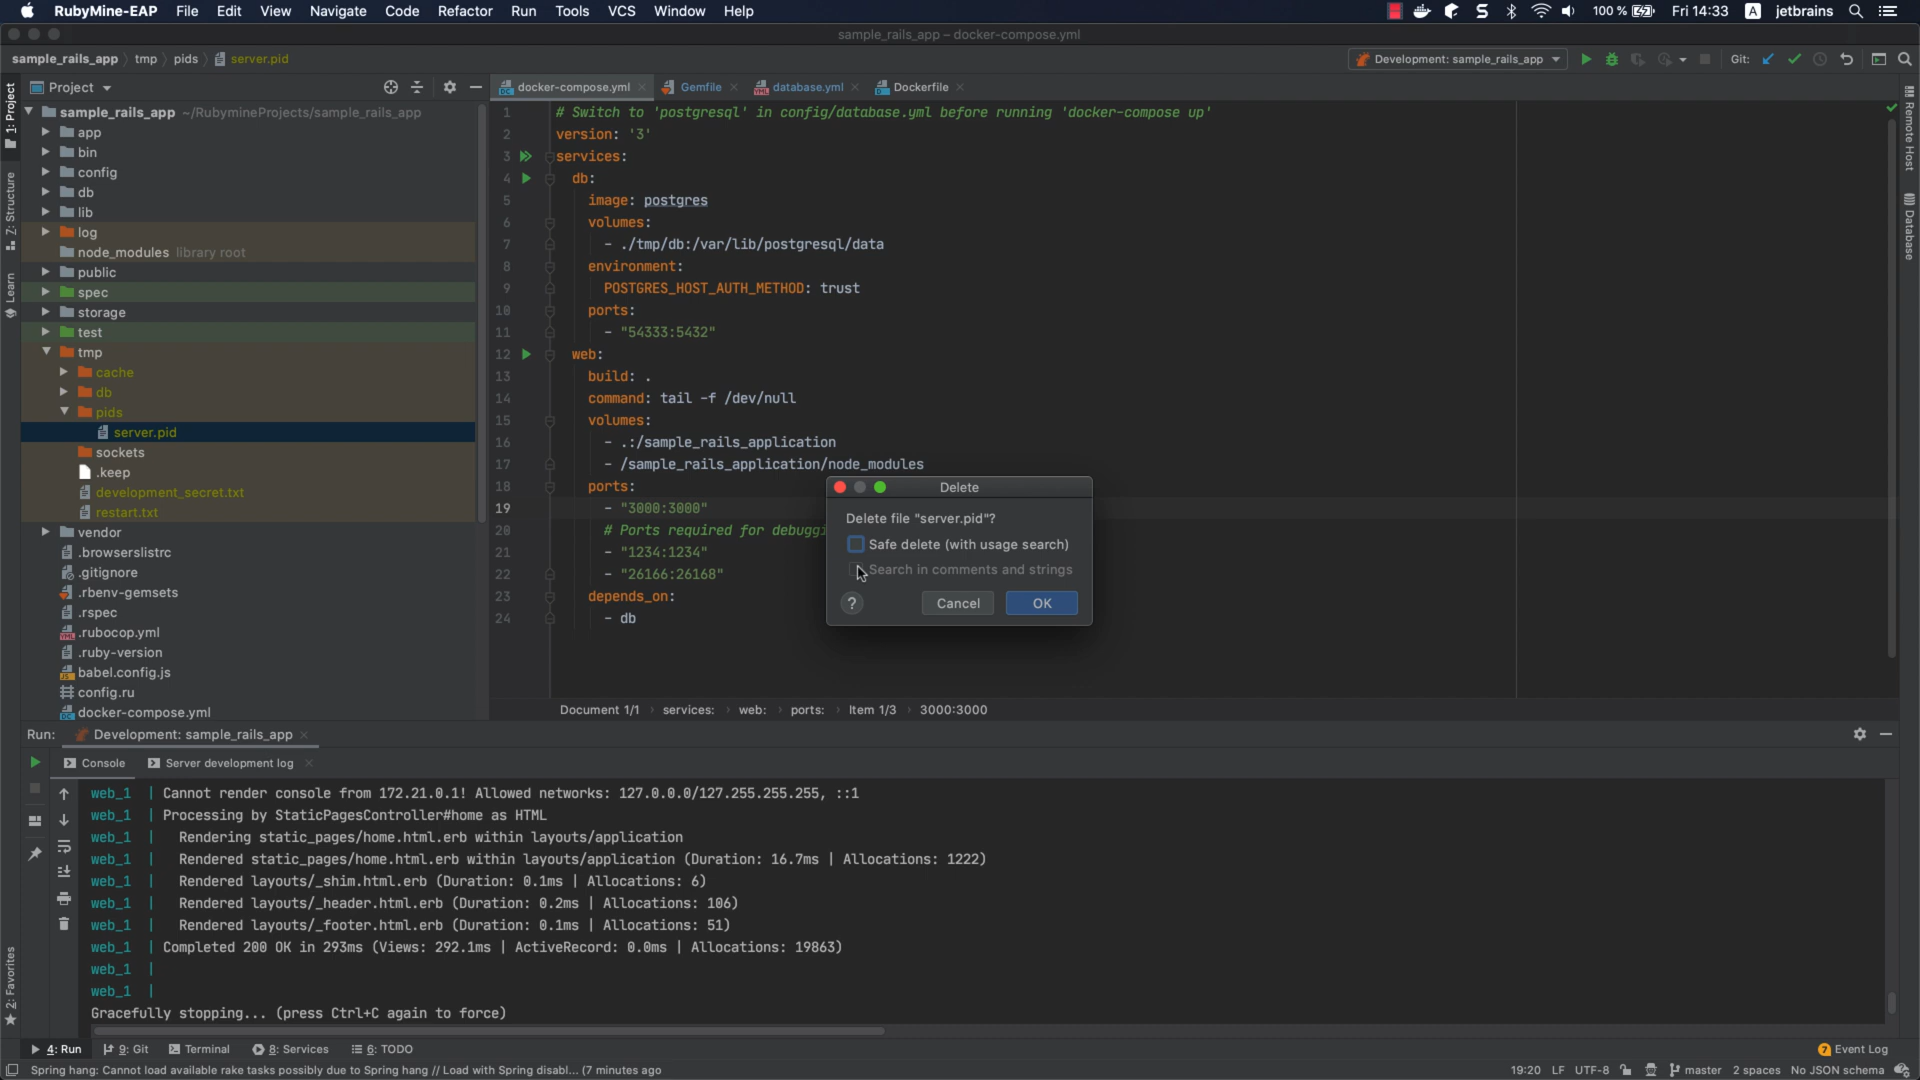 RubyMine-EAP File Edit View Navigate Code Refactor Run Tools VCS Window Help 100 % Fri 14:33 A jetbrains
sample_rails_app – docker-compose.yml
sample_rails_app tmp pids server.pid Development: sample_rails_app Git:
Project
docker-compose.yml Gemfile database.yml Dockerfile
1: Project
Z: Structure
Learn
2: Favorites
Remote Host
Database
sample_rails_app ~/RubymineProjects/sample_rails_app
app
bin
config
db
lib
log
node_modules library root
public
spec
storage
test
tmp
cache
db
pids
server.pid
sockets
.keep
development_secret.txt
restart.txt
vendor
.browserslistrc
.gitignore
.rbenv-gemsets
.rspec
.rubocop.yml
.ruby-version
babel.config.js
config.ru
docker-compose.yml
1 # Switch to 'postgresql' in config/database.yml before running 'docker-compose up'
2 version: '3'
3 services:
4 db:
5 image: postgres
6 volumes:
7 - ./tmp/db:/var/lib/postgresql/data
8 environment:
9 POSTGRES_HOST_AUTH_METHOD: trust
10 ports:
11 - "54333:5432"
12 web:
13 build: .
14 command: tail -f /dev/null
15 volumes:
16 - .:/sample_rails_application
17 - /sample_rails_application/node_modules
18 ports:
19 - "3000:3000"
20 # Ports required for debuggi
21 - "1234:1234"
22 - "26166:26168"
23 depends_on:
24 - db
Delete
Delete file "server.pid"?
Safe delete (with usage search)
Search in comments and strings
? Cancel OK
Document 1/1 services: web: ports: Item 1/3 3000:3000
Run: Development: sample_rails_app
Console Server development log
web_1 | Cannot render console from 172.21.0.1! Allowed networks: 127.0.0.0/127.255.255.255, ::1
web_1 | Processing by StaticPagesController#home as HTML
web_1 | Rendering static_pages/home.html.erb within layouts/application
web_1 | Rendered static_pages/home.html.erb within layouts/application (Duration: 16.7ms | Allocations: 1222)
web_1 | Rendered layouts/_shim.html.erb (Duration: 0.1ms | Allocations: 6)
web_1 | Rendered layouts/_header.html.erb (Duration: 0.2ms | Allocations: 106)
web_1 | Rendered layouts/_footer.html.erb (Duration: 0.1ms | Allocations: 51)
web_1 | Completed 200 OK in 293ms (Views: 292.1ms | ActiveRecord: 0.0ms | Allocations: 19863)
web_1 |
web_1 |
Gracefully stopping... (press Ctrl+C again to force)
4: Run 9: Git Terminal 8: Services 6: TODO 7 Event Log
Spring hang: Cannot load available rake tasks possibly due to Spring hang // Load with Spring disabl... (7 minutes ago 19:20 LF UTF-8 master 2 spaces No JSON schema